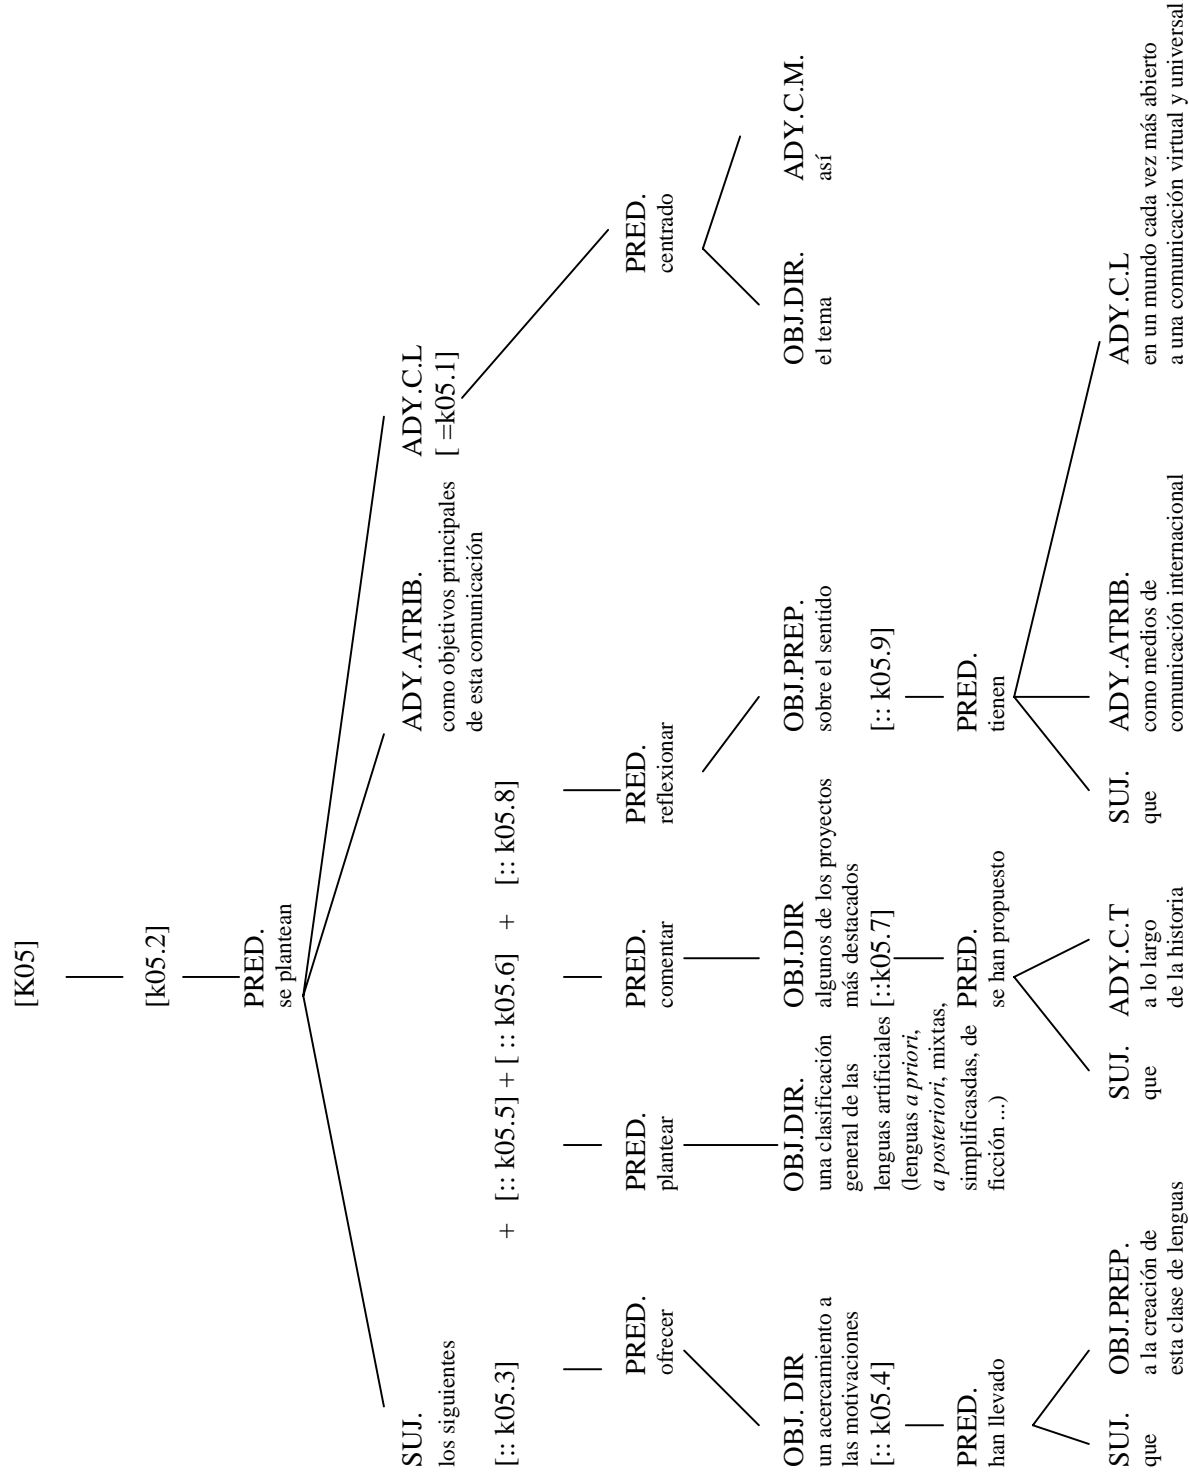 [K05]
[k05.2]
PRED.
se plantean
SUJ.
los siguientes
ADY.ATRIB.
como objetivos principales
de esta comunicación
ADY.C.L
[ =k05.1]
[:: k05.3]
+ [:: k05.5] + [ :: k05.6] + [:: k05.8]
PRED.
ofrecer
PRED.
plantear
PRED.
comentar
PRED.
reflexionar
PRED.
centrado
OBJ. DIR
un acercamiento a
las motivaciones
[:: k05.4]
OBJ.DIR.
una clasificación
general de las
lenguas artificiales
(lenguas a priori,
a posteriori, mixtas,
simplificasdas, de
ficción ...)
OBJ.DIR
algunos de los proyectos
más destacados
[::k05.7]
OBJ.PREP.
sobre el sentido
[:: k05.9]
OBJ.DIR.
el tema
ADY.C.M.
así
PRED.
han llevado
PRED.
se han propuesto
PRED.
tienen
SUJ.
que
OBJ.PREP.
a la creación de
esta clase de lenguas
SUJ.
que
ADY.C.T
a lo largo
de la historia
SUJ.
que
ADY.ATRIB.
como medios de
comunicación internacional
ADY.C.L
en un mundo cada vez más abierto
a una comunicación virtual y universal